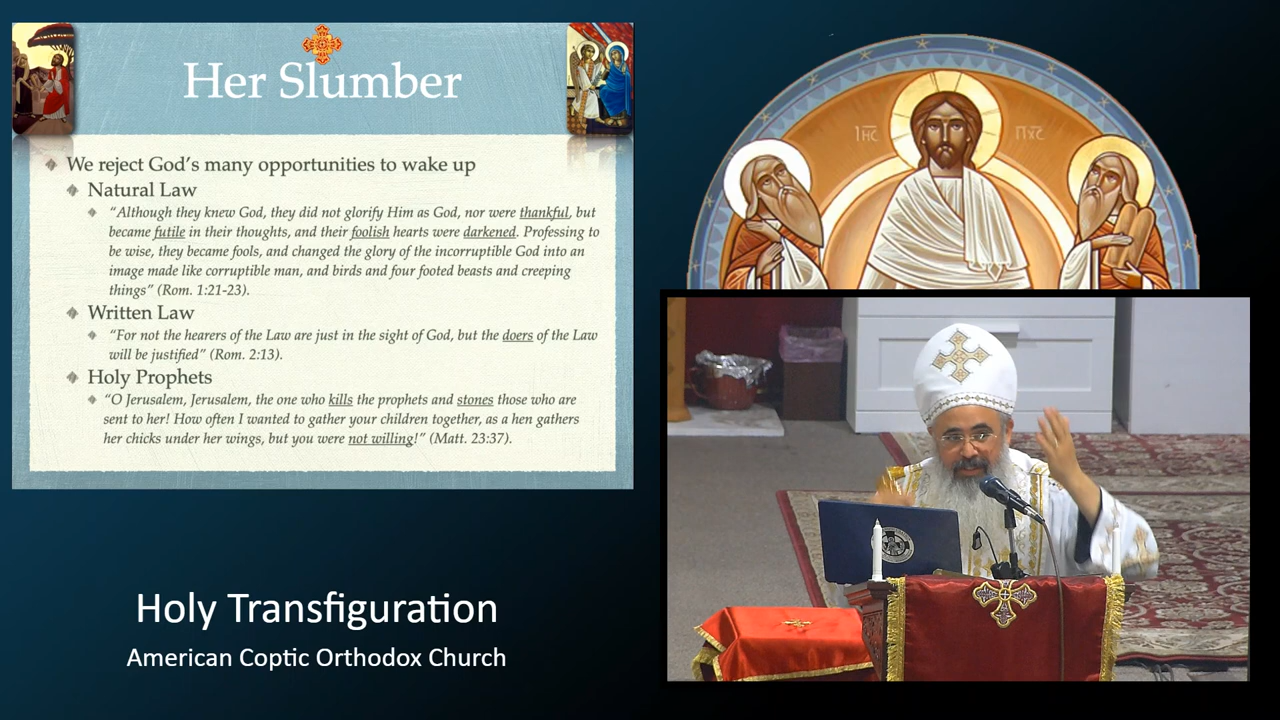 Her Slumber
We reject God's many opportunities to wake up
Natural Law
“Although they knew God, they did not glorify Him as God, nor were thankful, but
became futile in their thoughts, and their foolish hearts were darkened. Professing to
be wise, they became fools, and changed the glory of the incorruptible God into an
image made like corruptible man, and birds and four footed beasts and creeping
things” (Rom. 1:21-23).
Written Law
“For not the hearers of the Law are just in the sight of God, but the doers of the Law
will be justified” (Rom. 2:13).
Holy Prophets
“O Jerusalem, Jerusalem, the one who kills the prophets and stones those who are
sent to her! How often I wanted to gather your children together, as a hen gathers
her chicks under her wings, but you were not willing!” (Matt. 23:37).
Holy Transfiguration
American Coptic Orthodox Church